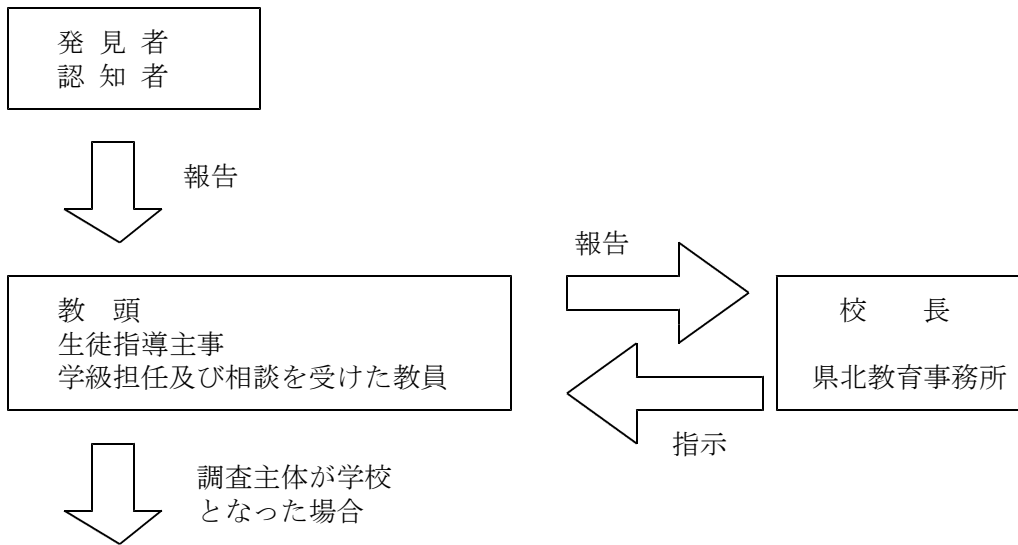 発 見 者
認 知 者
報告
報告
教　頭
生徒指導主事
学級担任及び相談を受けた教員
校　　長
県北教育事務所
指示
調査主体が学校
となった場合